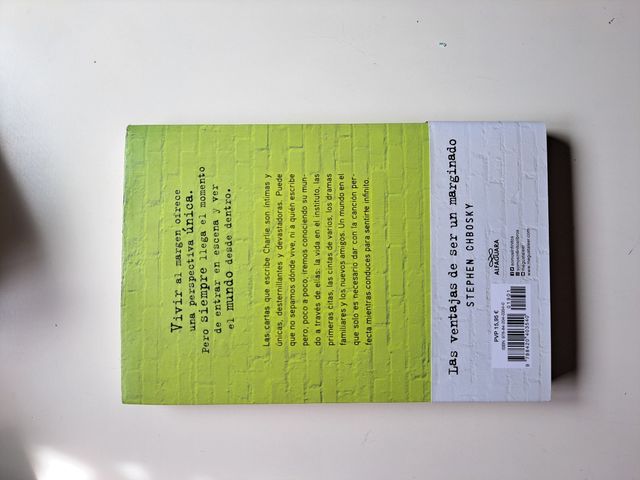 Vivir al margen ofrece
una perspectiva única.
Pero siempre llega el momento
de entrar en escena y ver
el mundo desde dentro.
Las cartas que escribe Charlie son íntimas y
únicas, desternillantes y devastadoras. Puede
que no sepamos dónde vive, ni a quién escribe
pero, poco a poco, iremos conociendo su mun-
do a través de ellas: la vida en el instituto, las
primeras citas, las cintas de varios, los dramas
familiares y los nuevos amigos. Un mundo en el
que solo es necesario dar con la canción per-
fecta mientras conduces para sentirte infinito.
Las ventajas de ser un marginado
STEPHEN CHBOSKY
ALFAGUARA
PVP 15,95 €
01921